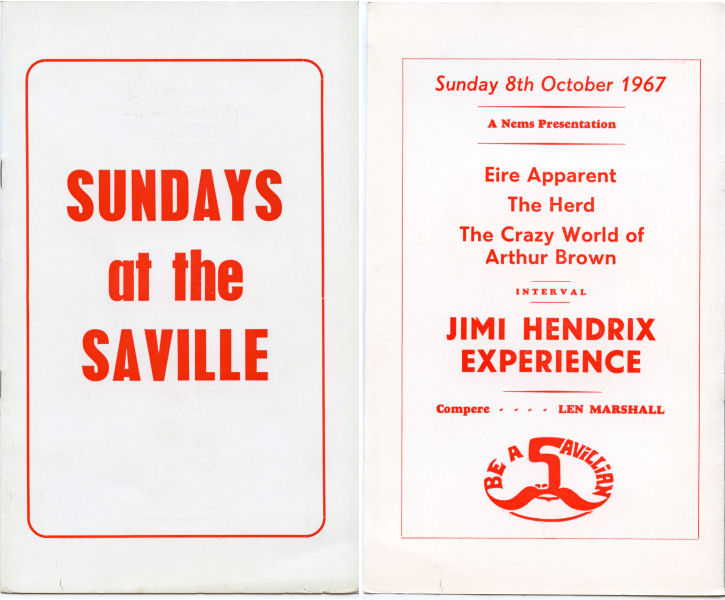 SUNDAYS
at the
SAVILLE
Sunday 8th October 1967
A Nems Presentation
Eire Apparent
The Herd
The Crazy World of
Arthur Brown
INTERVAL
JIMI HENDRIX
EXPERIENCE
Compere - - - - LEN MARSHALL
BE A SAVILLIAN